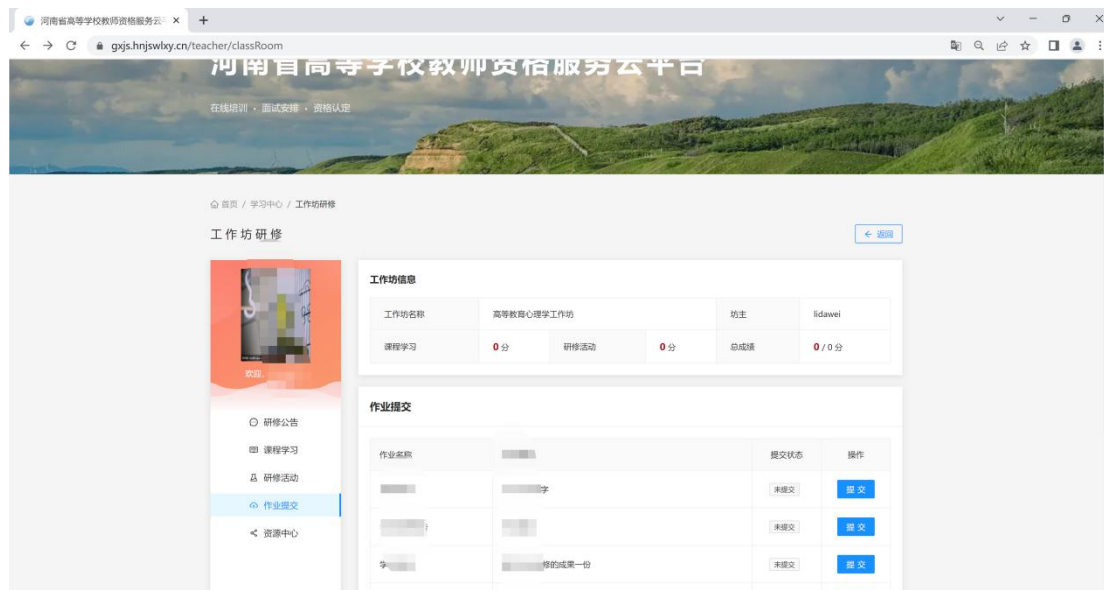 河南省高等学校教师资格服务云
gxjs.hnjswlxy.cn/teacher/classRoom
河南省高等学校教师资格服务云平台
在线培训 · 面试安排 · 资格认定
首页 / 学习中心 / 工作坊研修
工作坊研修
← 返回
欢迎,
研修公告
课程学习
研修活动
作业提交
资源中心
工作坊信息
工作坊名称 高等教育心理学工作坊 坊主 lidawei
课程学习 0 分 研修活动 0 分 总成绩 0 / 0 分
作业提交
作业名称 提交状态 操作
字 未提交 提 交
未提交 提 交
学 修的成果一份 未提交 提 交